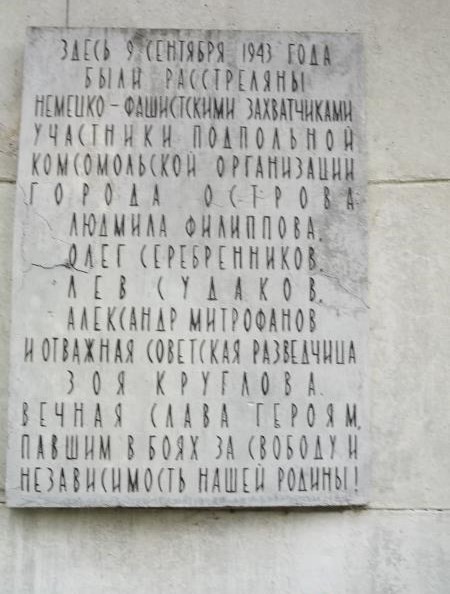 ЗДЕСЬ 9 СЕНТЯБРЯ 1943 ГОДА
БЫЛИ РАССТРЕЛЯНЫ
НЕМЕЦКО-ФАШИСТСКИМИ ЗАХВАТЧИКАМИ
УЧАСТНИКИ ПОДПОЛЬНОЙ
КОМСОМОЛЬСКОЙ ОРГАНИЗАЦИИ
ГОРОДА ОСТРОВА
ЛЮДМИЛА ФИЛИППОВА,
ОЛЕГ СЕРЕБРЕННИКОВ,
ЛЕВ СУДАКОВ,
АЛЕКСАНДР МИТРОФАНОВ
И ОТВАЖНАЯ СОВЕТСКАЯ РАЗВЕДЧИЦА
ЗОЯ КРУГЛОВА.
ВЕЧНАЯ СЛАВА ГЕРОЯМ,
ПАВШИМ В БОЯХ ЗА СВОБОДУ И
НЕЗАВИСИМОСТЬ НАШЕЙ РОДИНЫ!